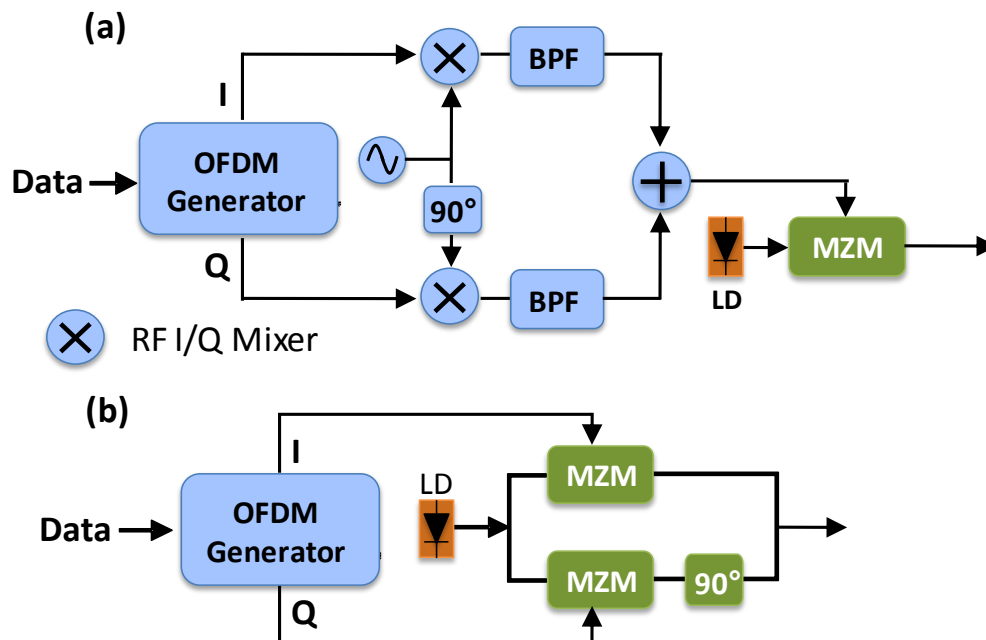 (a)
I
BPF
Data
OFDM
Generator
90°
MZM
LD
Q
BPF
RF I/Q Mixer
(b)
I
LD
MZM
Data
OFDM
Generator
MZM
90°
Q